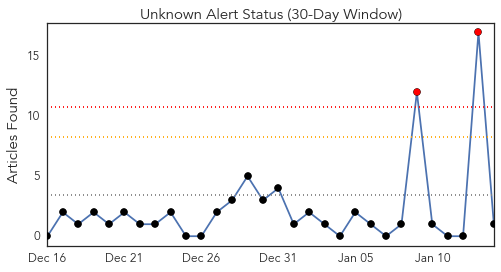 Unknown Alert Status (30-Day Window)
Articles Found
15
10
5
0
Dec 16 Dec 21 Dec 26 Dec 31 Jan 05 Jan 10